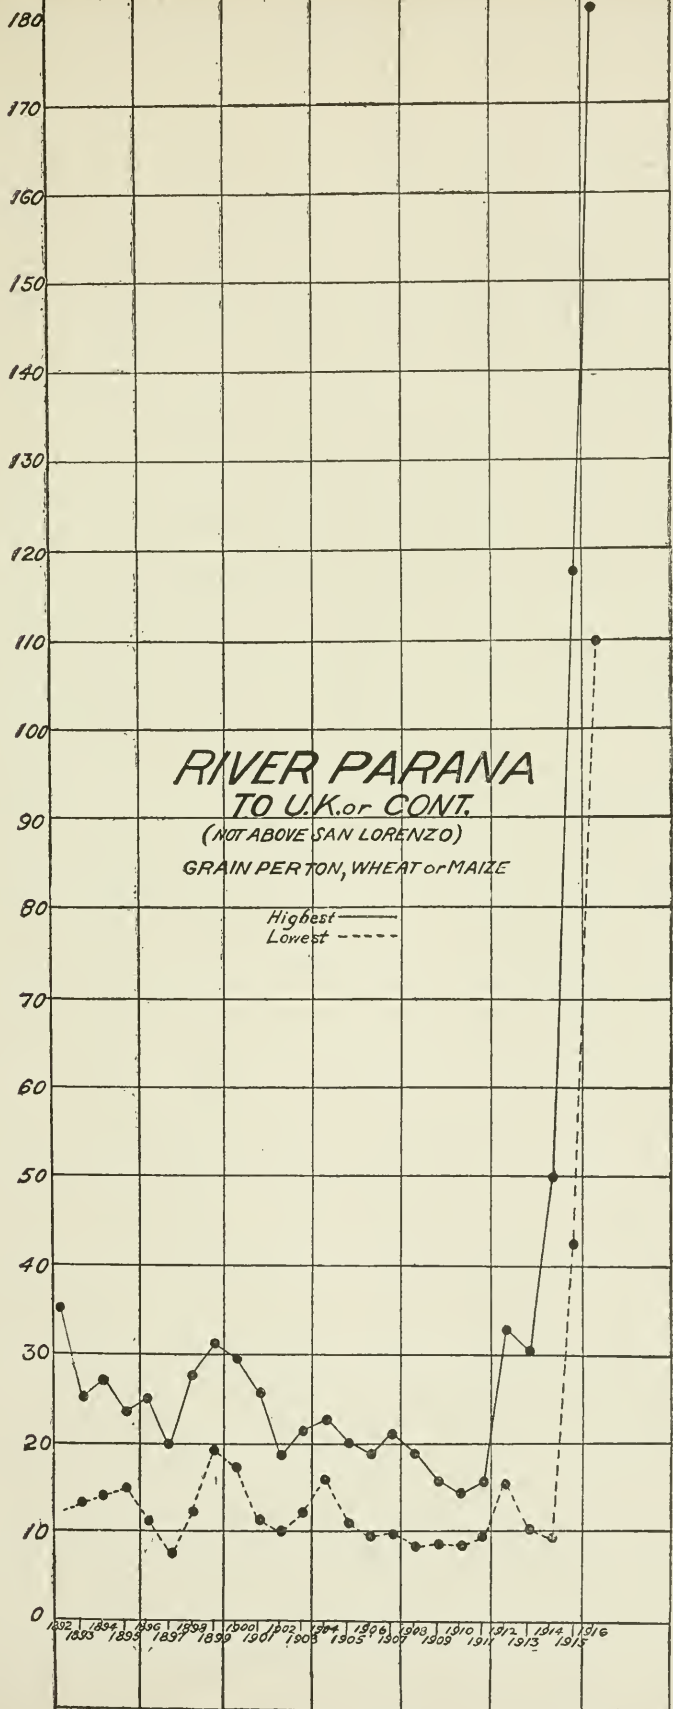 180
170
160
150
140
130
120
110
100
RIVER PARANA
TO U.K. or CONT.
90
(NOT ABOVE SAN LORENZO)
GRAIN PER TON, WHEAT or MAIZE
80
Highest
Lowest
70
60
50
40
30
20
10
0
1892 1894 1896 1898 1900 1902 1904 1906 1908 1910 1912 1914 1916
1893 1895 1897 1899 1901 1903 1905 1907 1909 1911 1913 1915